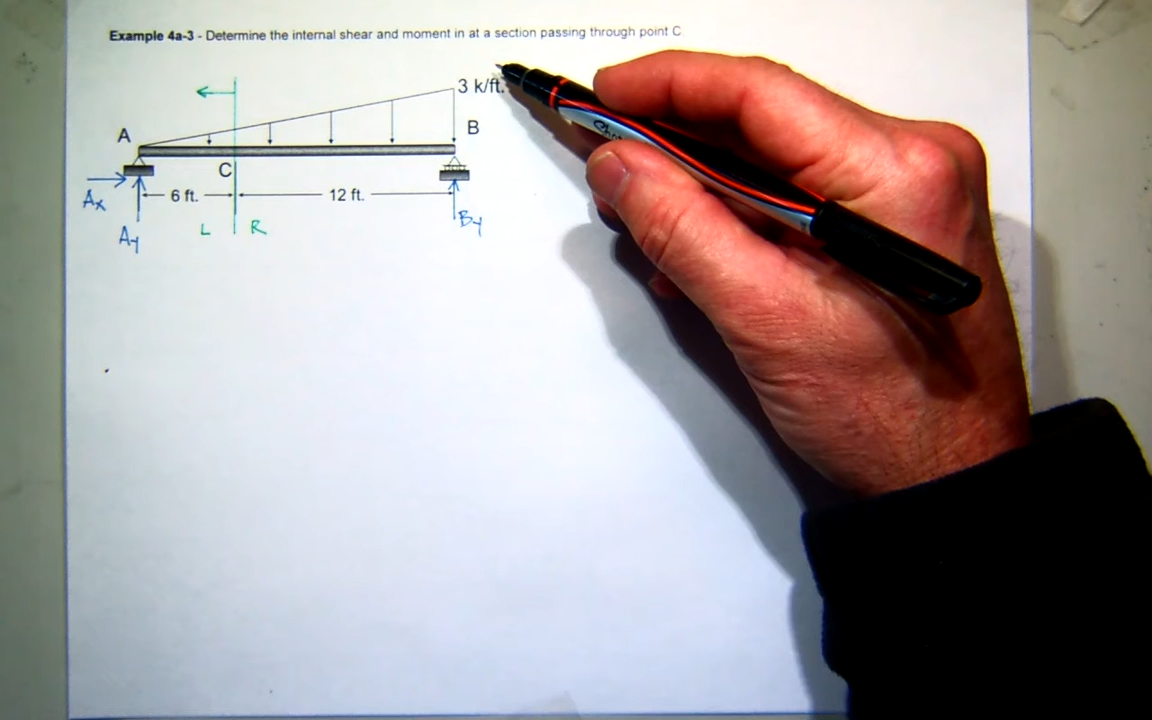 Example 4a-3 - Determine the internal shear and moment in at a section passing through point C.
3 k/ft.
A
B
C
6 ft.
12 ft.
Ax
Ay
L
R
By